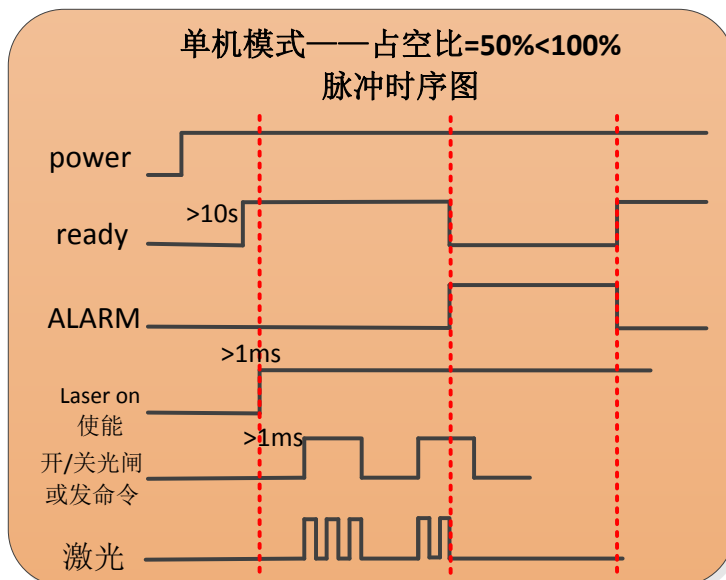 单机模式——占空比=50%<100%
脉冲时序图
power
>10s
ready
ALARM
>1ms
Laser on
使能
>1ms
开/关光闸
或发命令
激光